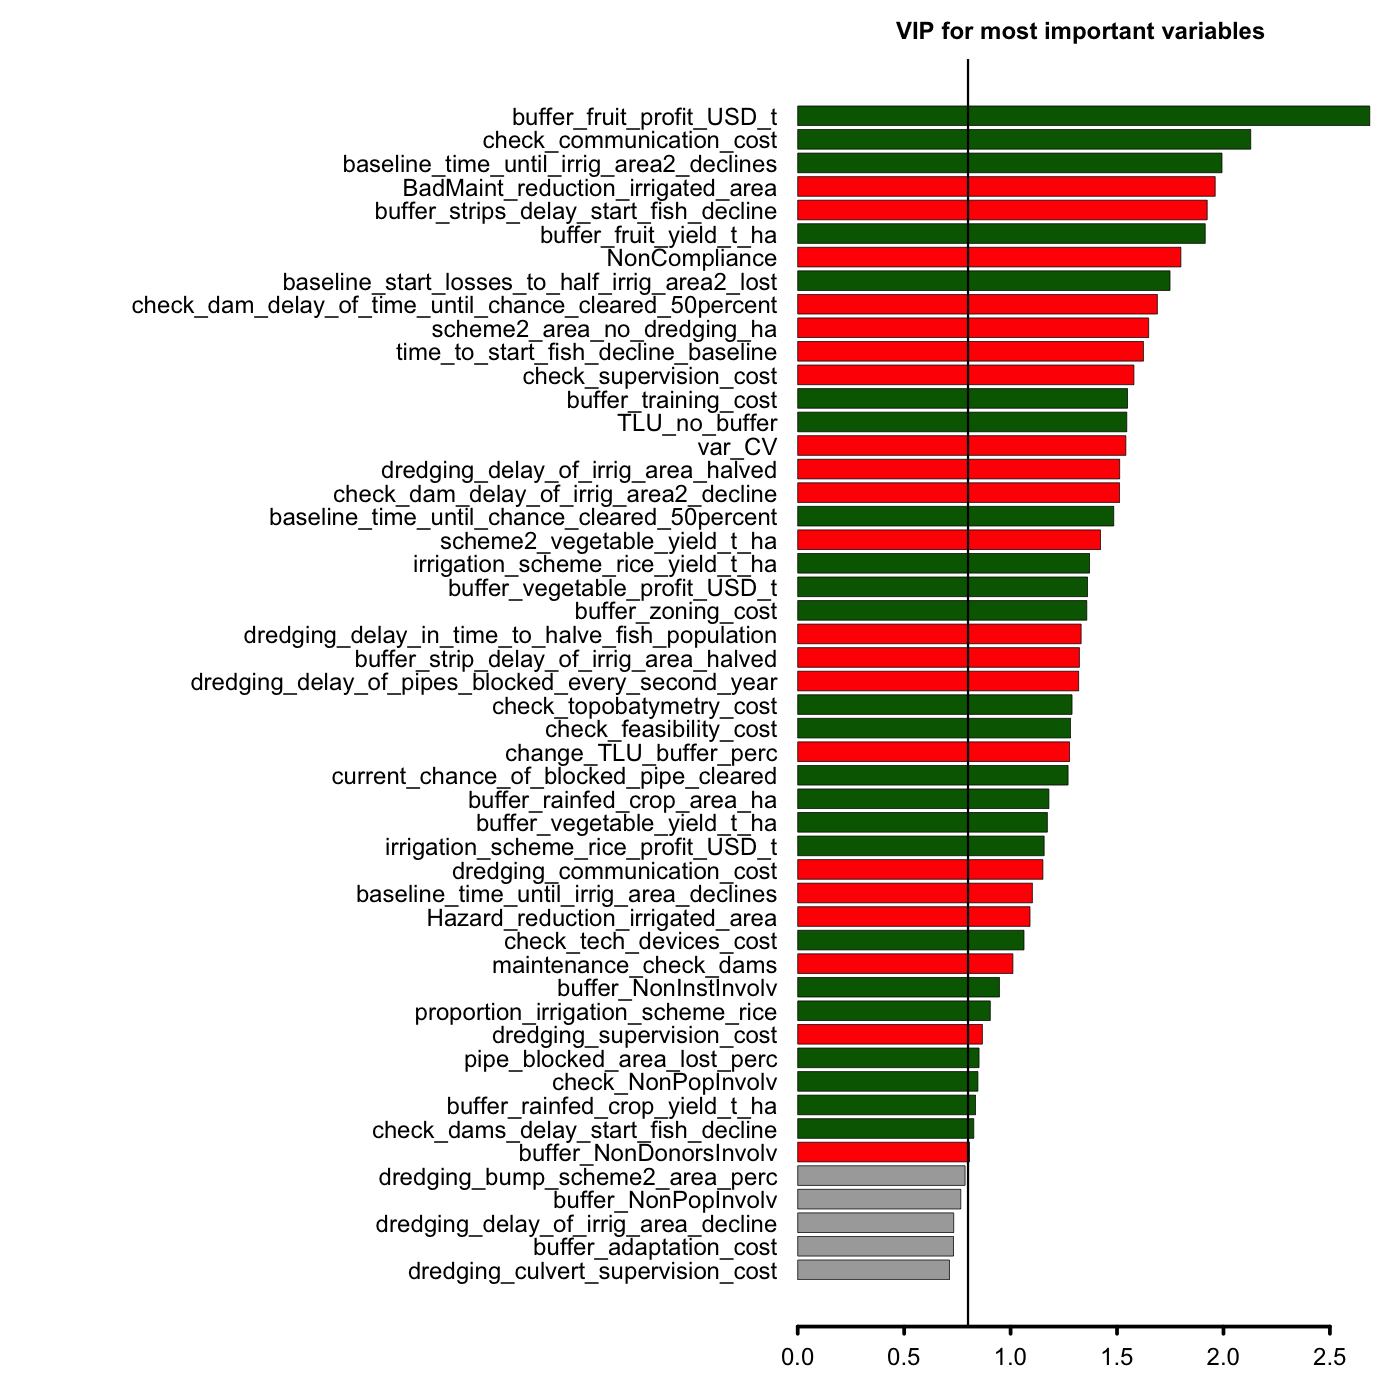 VIP for most important variables
buffer_fruit_profit_USD_t
check_communication_cost
baseline_time_until_irrig_area2_declines
BadMaint_reduction_irrigated_area
buffer_strips_delay_start_fish_decline
buffer_fruit_yield_t_ha
NonCompliance
baseline_start_losses_to_half_irrig_area2_lost
check_dam_delay_of_time_until_chance_cleared_50percent
scheme2_area_no_dredging_ha
time_to_start_fish_decline_baseline
check_supervision_cost
buffer_training_cost
TLU_no_buffer
var_CV
dredging_delay_of_irrig_area_halved
check_dam_delay_of_irrig_area2_decline
baseline_time_until_chance_cleared_50percent
scheme2_vegetable_yield_t_ha
irrigation_scheme_rice_yield_t_ha
buffer_vegetable_profit_USD_t
buffer_zoning_cost
dredging_delay_in_time_to_halve_fish_population
buffer_strip_delay_of_irrig_area_halved
dredging_delay_of_pipes_blocked_every_second_year
check_topobatymetry_cost
check_feasibility_cost
change_TLU_buffer_perc
current_chance_of_blocked_pipe_cleared
buffer_rainfed_crop_area_ha
buffer_vegetable_yield_t_ha
irrigation_scheme_rice_profit_USD_t
dredging_communication_cost
baseline_time_until_irrig_area_declines
Hazard_reduction_irrigated_area
check_tech_devices_cost
maintenance_check_dams
buffer_NonInstInvolv
proportion_irrigation_scheme_rice
dredging_supervision_cost
pipe_blocked_area_lost_perc
check_NonPopInvolv
buffer_rainfed_crop_yield_t_ha
check_dams_delay_start_fish_decline
buffer_NonDonorsInvolv
dredging_bump_scheme2_area_perc
buffer_NonPopInvolv
dredging_delay_of_irrig_area_decline
buffer_adaptation_cost
dredging_culvert_supervision_cost
0.0 0.5 1.0 1.5 2.0 2.5